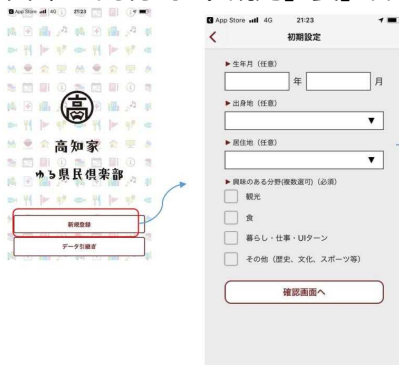 App Store 4G 21:23
高
高知家
ゆる県民倶楽部
新規登録
データ引継ぎ
App Store 4G 21:23
初期設定
▶生年月（任意）
年 月
▶出身地（任意）
▼
▶居住地（任意）
▼
▶興味のある分野(複数選可)（必須）
観光
食
暮らし・仕事・UIターン
その他（歴史、文化、スポーツ等）
確認画面へ